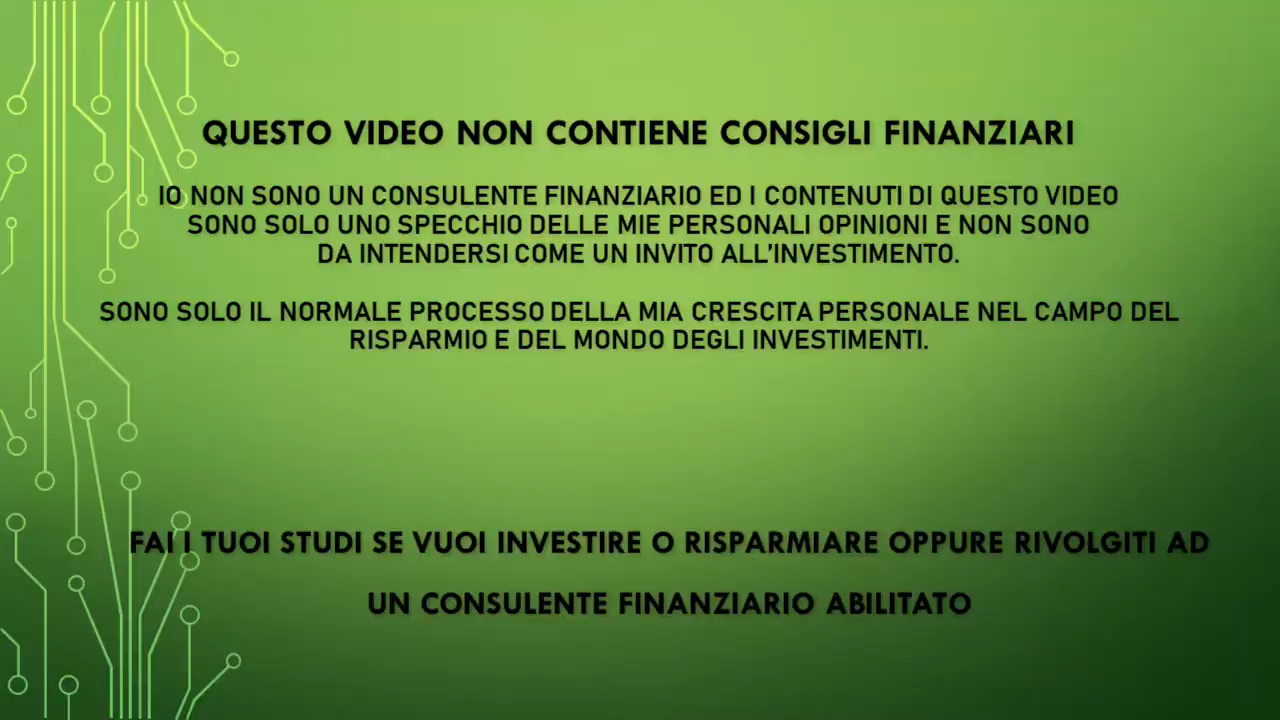 QUESTO VIDEO NON CONTIENE CONSIGLI FINANZIARI
IO NON SONO UN CONSULENTE FINANZIARIO ED I CONTENUTI DI QUESTO VIDEO
SONO SOLO UNO SPECCHIO DELLE MIE PERSONALI OPINIONI E NON SONO
DA INTENDERSI COME UN INVITO ALL'INVESTIMENTO.
SONO SOLO IL NORMALE PROCESSO DELLA MIA CRESCITA PERSONALE NEL CAMPO DEL
RISPARMIO E DEL MONDO DEGLI INVESTIMENTI.
FAI I TUOI STUDI SE VUOI INVESTIRE O RISPARMIARE OPPURE RIVOLGITI AD
UN CONSULENTE FINANZIARIO ABILITATO